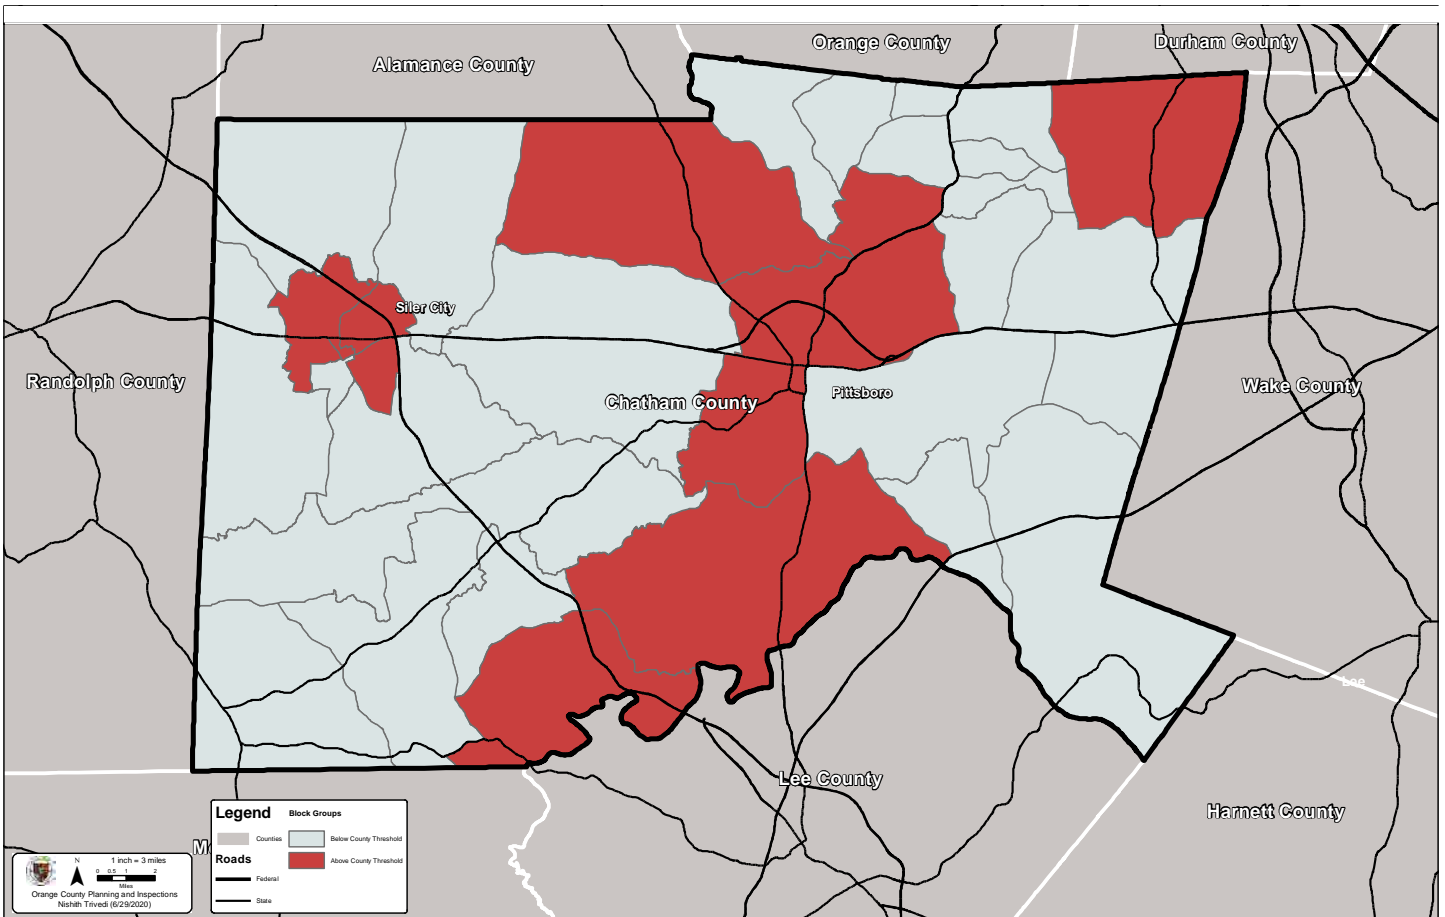 Orange County
Durham County
Alamance County
Siler City
Randolph County
Chatham County
Pittsboro
Wake County
Lee
Lee County
Harnett County
M
Legend
Block Groups
Counties
Below County Threshold
Roads
Above County Threshold
Federal
State
N
1 inch = 3 miles
0 0.5 1 2
Miles
Orange County Planning and Inspections
Nishith Trivedi (6/29/2020)